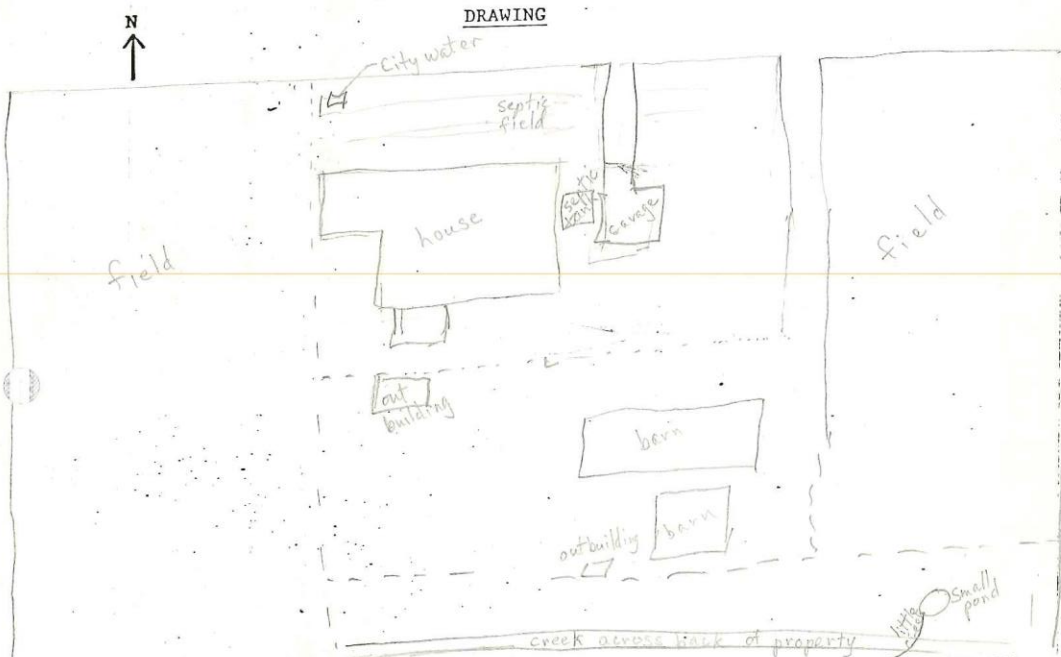 DRAWING
N
City water
septic
field
septic
tank
garage
house
field
field
out
building
barn
barn
outbuilding
small
pond
little
creek
creek across back of property